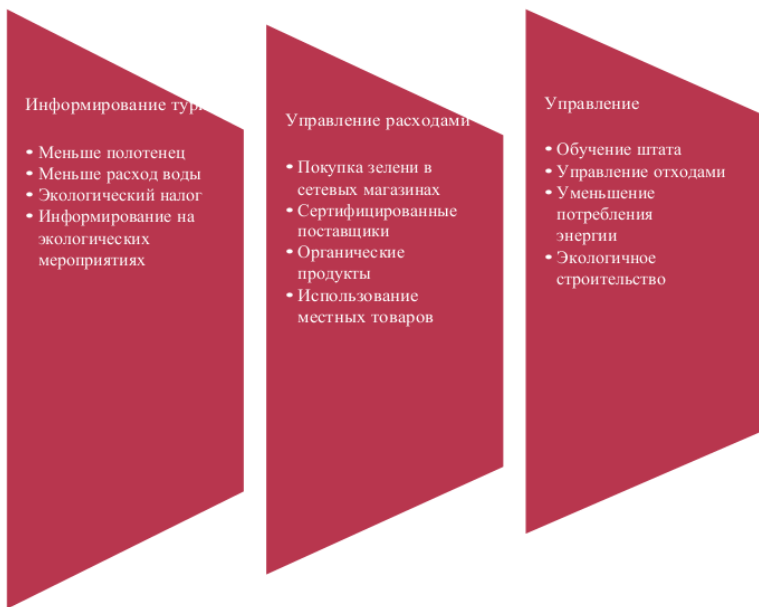 Информирование тур
• Меньше полотенец
• Меньше расход воды
• Экологический налог
• Информирование на
экологических
мероприятиях
Управление расходами
• Покупка зелени в
сетевых магазинах
• Сертифицированные
поставщики
• Органические
продукты
• Использование
местных товаров
Управление
• Обучение штата
• Управление отходами
• Уменьшение
потребления
энергии
• Экологичное
строительство